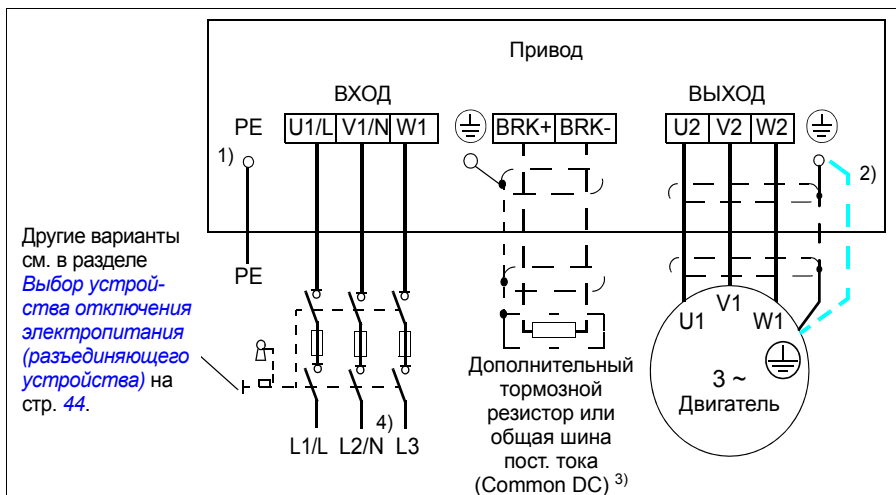 Привод
ВХОД
ВЫХОД
PE
U1/L V1/N W1
BRK+ BRK-
U2 V2 W2
1)
2)
Другие варианты
см. в разделе
Выбор устрой-
ства отключения
электропитания
(разъединяющего
устройства) на
стр. 44.
PE
U1 V1 W1
3 ~
Двигатель
Дополнительный
тормозной
резистор или
общая шина
пост. тока
(Common DC) 3)
4)
L1/L L2/N L3